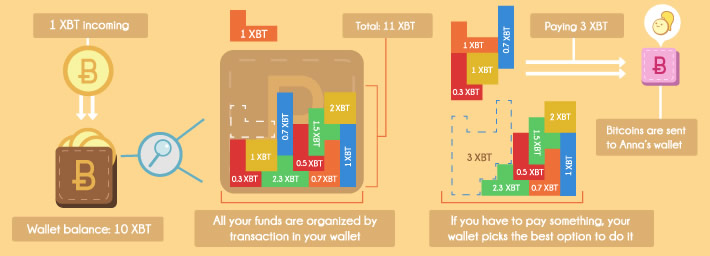 1 XBT incoming
Wallet balance: 10 XBT
1 XBT
Total: 11 XBT
2 XBT
0.7 XBT
1.5 XBT
1 XBT
0.5 XBT
1 XBT
0.3 XBT
2.3 XBT
0.7 XBT
All your funds are organized by
transaction in your wallet
1 XBT
0.7 XBT
1 XBT
0.3 XBT
Paying 3 XBT
Bitcoins are sent
to Anna's wallet
3 XBT
2 XBT
1.5 XBT
0.5 XBT
1 XBT
2.3 XBT
0.7 XBT
If you have to pay something, your
wallet picks the best option to do it